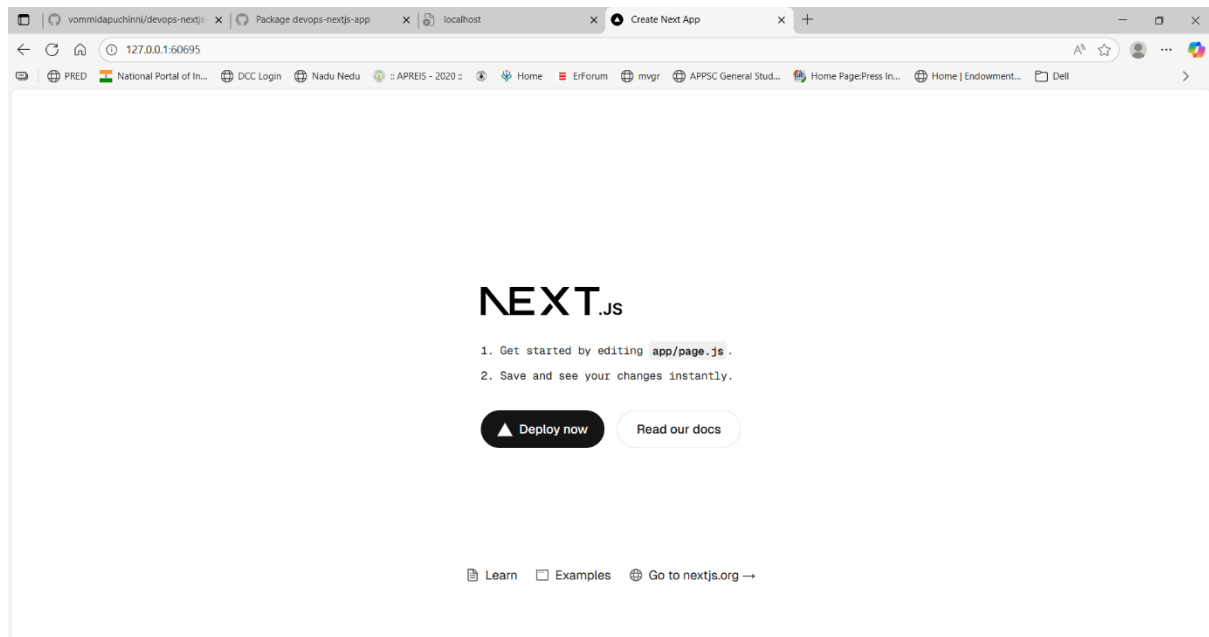 vommidapuchinni/devops-nextjs
Package devops-nextjs-app
localhost
Create Next App
127.0.0.1:60695
PRED
National Portal of In...
DCC Login
Nadu Nedu
:: APREIS - 2020 ::
Home
ErForum
mvgr
APPSC General Stud...
Home Page:Press In...
Home | Endowment...
Dell
NEXT.JS
1. Get started by editing app/page.js.
2. Save and see your changes instantly.
Deploy now
Read our docs
Learn
Examples
Go to nextjs.org →